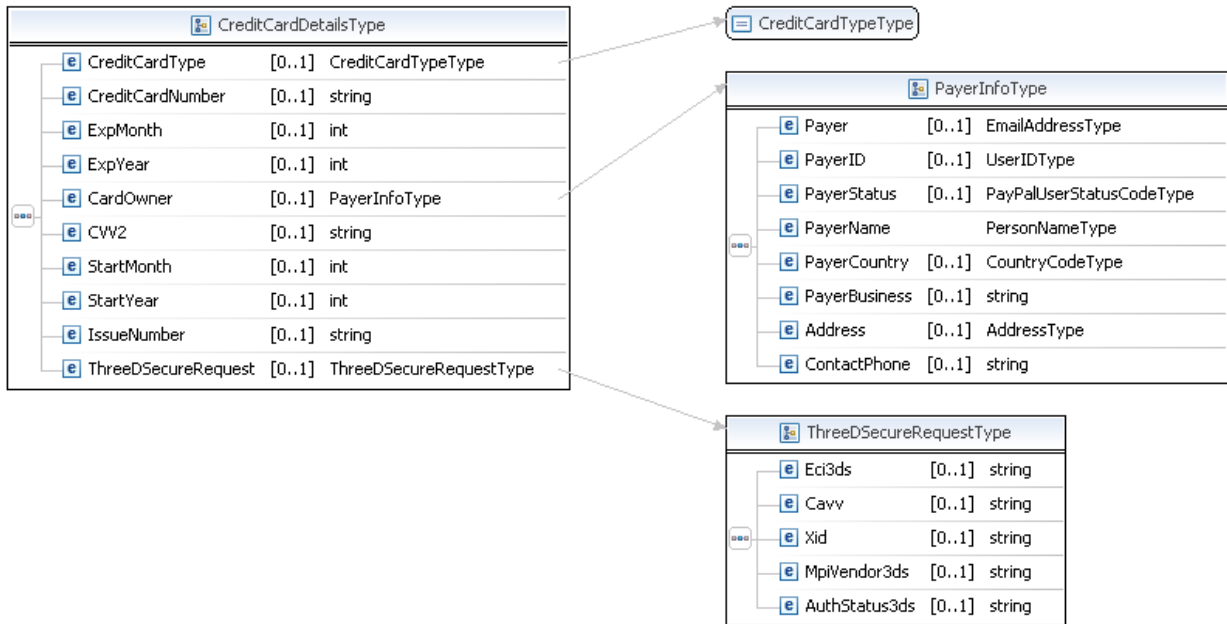 CreditCardDetailsType
e CreditCardType [0..1] CreditCardTypeType
e CreditCardNumber [0..1] string
e ExpMonth [0..1] int
e ExpYear [0..1] int
e CardOwner [0..1] PayerInfoType
e CVV2 [0..1] string
e StartMonth [0..1] int
e StartYear [0..1] int
e IssueNumber [0..1] string
e ThreeDSecureRequest [0..1] ThreeDSecureRequestType
CreditCardTypeType
PayerInfoType
e Payer [0..1] EmailAddressType
e PayerID [0..1] UserIDType
e PayerStatus [0..1] PayPalUserStatusCodeType
e PayerName PersonNameType
e PayerCountry [0..1] CountryCodeType
e PayerBusiness [0..1] string
e Address [0..1] AddressType
e ContactPhone [0..1] string
ThreeDSecureRequestType
e Eci3ds [0..1] string
e Cavv [0..1] string
e Xid [0..1] string
e MpiVendor3ds [0..1] string
e AuthStatus3ds [0..1] string